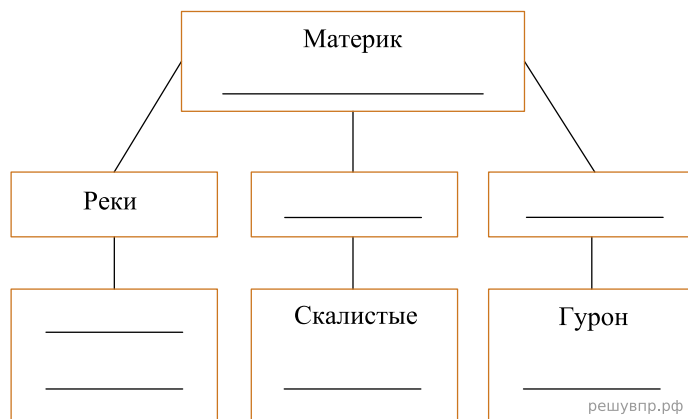 Материк
Реки
Скалистые
Гурон
решувпр.рф